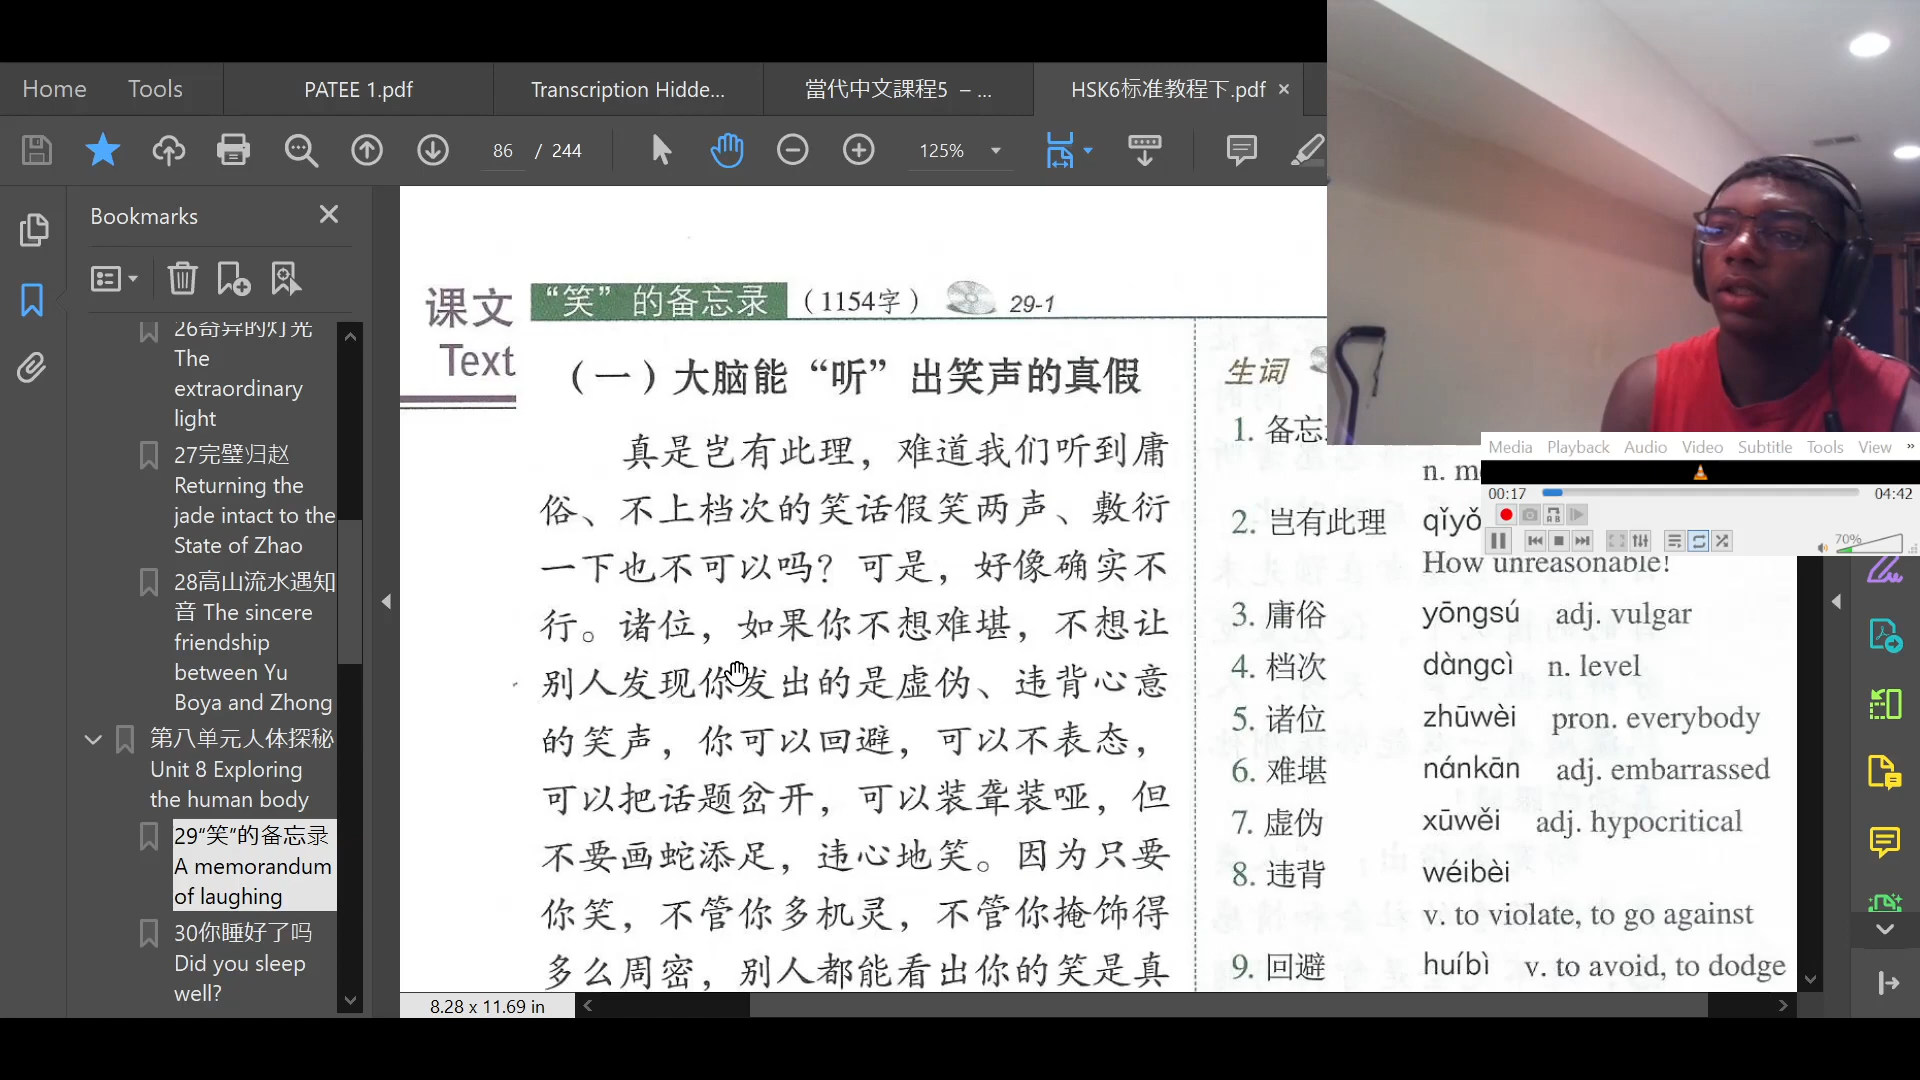 Home
Tools
PATEE 1.pdf
Transcription Hidde...
當代中文課程5 – ...
HSK6标准教程下.pdf ×
86 / 244
125%
Bookmarks
26奇异的灯光
The
extraordinary
light
27完璧归赵
Returning the
jade intact to the
State of Zhao
28高山流水遇知
音 The sincere
friendship
between Yu
Boya and Zhong
第八单元人体探秘
Unit 8 Exploring
the human body
29“笑”的备忘录
A memorandum
of laughing
30你睡好了吗
Did you sleep
well?
课文
Text
“笑”的备忘录 （1154字） 29-1
（一）大脑能“听”出笑声的真假
真是岂有此理，难道我们听到庸
俗、不上档次的笑话假笑两声、敷衍
一下也不可以吗？可是，好像确实不
行。诸位，如果你不想难堪，不想让
别人发现你发出的是虚伪、违背心意
的笑声，你可以回避，可以不表态，
可以把话题岔开，可以装聋装哑，但
不要画蛇添足，违心地笑。因为只要
你笑，不管你多机灵，不管你掩饰得
多么周密，别人都能看出你的笑是真
生词
1. 备忘
n. m
2. 岂有此理 qǐyǒ
How unreasonable!
3. 庸俗 yōngsú adj. vulgar
4. 档次 dàngcì n. level
5. 诸位 zhūwèi pron. everybody
6. 难堪 nánkān adj. embarrassed
7. 虚伪 xūwěi adj. hypocritical
8. 违背 wéibèi
v. to violate, to go against
9. 回避 huíbì v. to avoid, to dodge
8.28 x 11.69 in
Media Playback Audio Video Subtitle Tools View »
00:17 04:42
70%